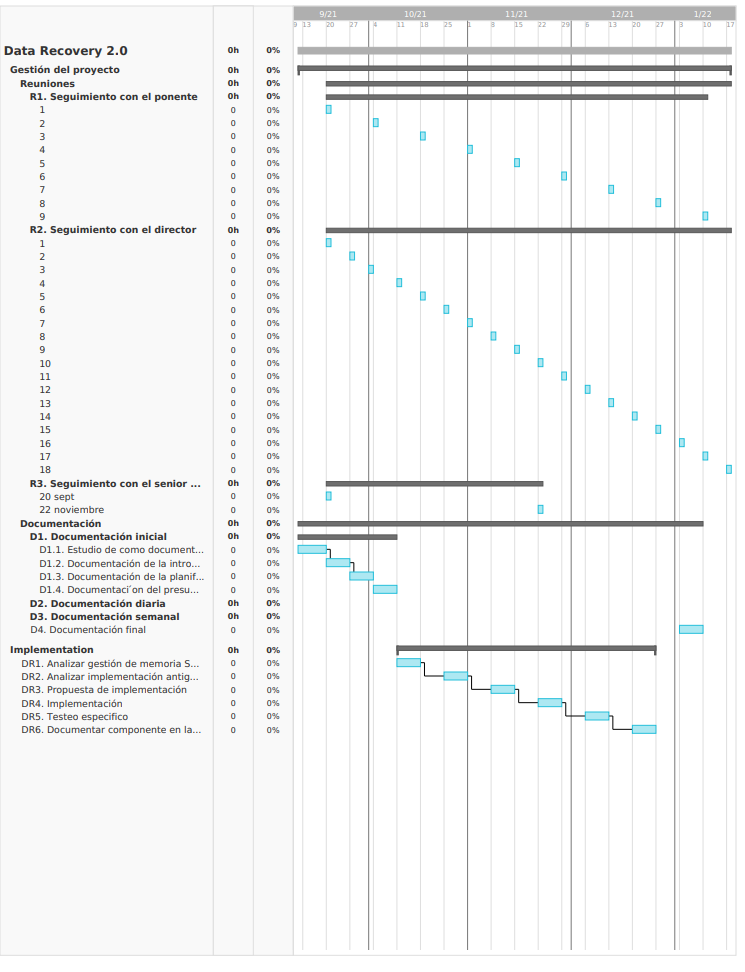 9/21 10/21 11/21 12/21 1/22
9 13 20 27 4 11 18 25 1 8 15 22 29 6 13 20 27 3 10 17
Data Recovery 2.0 0h 0%
Gestión del proyecto 0h 0%
Reuniones 0h 0%
R1. Seguimiento con el ponente 0h 0%
1 0 0%
2 0 0%
3 0 0%
4 0 0%
5 0 0%
6 0 0%
7 0 0%
8 0 0%
9 0 0%
R2. Seguimiento con el director 0h 0%
1 0 0%
2 0 0%
3 0 0%
4 0 0%
5 0 0%
6 0 0%
7 0 0%
8 0 0%
9 0 0%
10 0 0%
11 0 0%
12 0 0%
13 0 0%
14 0 0%
15 0 0%
16 0 0%
17 0 0%
18 0 0%
R3. Seguimiento con el senior ... 0h 0%
20 sept 0 0%
22 noviembre 0 0%
Documentación 0h 0%
D1. Documentación inicial 0h 0%
D1.1. Estudio de como document... 0 0%
D1.2. Documentación de la intro... 0 0%
D1.3. Documentación de la planif... 0 0%
D1.4. Documentaci´on del presu... 0 0%
D2. Documentación diaria 0h 0%
D3. Documentación semanal 0h 0%
D4. Documentación final 0 0%
Implementation 0h 0%
DR1. Analizar gestión de memoria S... 0 0%
DR2. Analizar implementación antig... 0 0%
DR3. Propuesta de implementación 0 0%
DR4. Implementación 0 0%
DR5. Testeo especifico 0 0%
DR6. Documentar componente en la... 0 0%